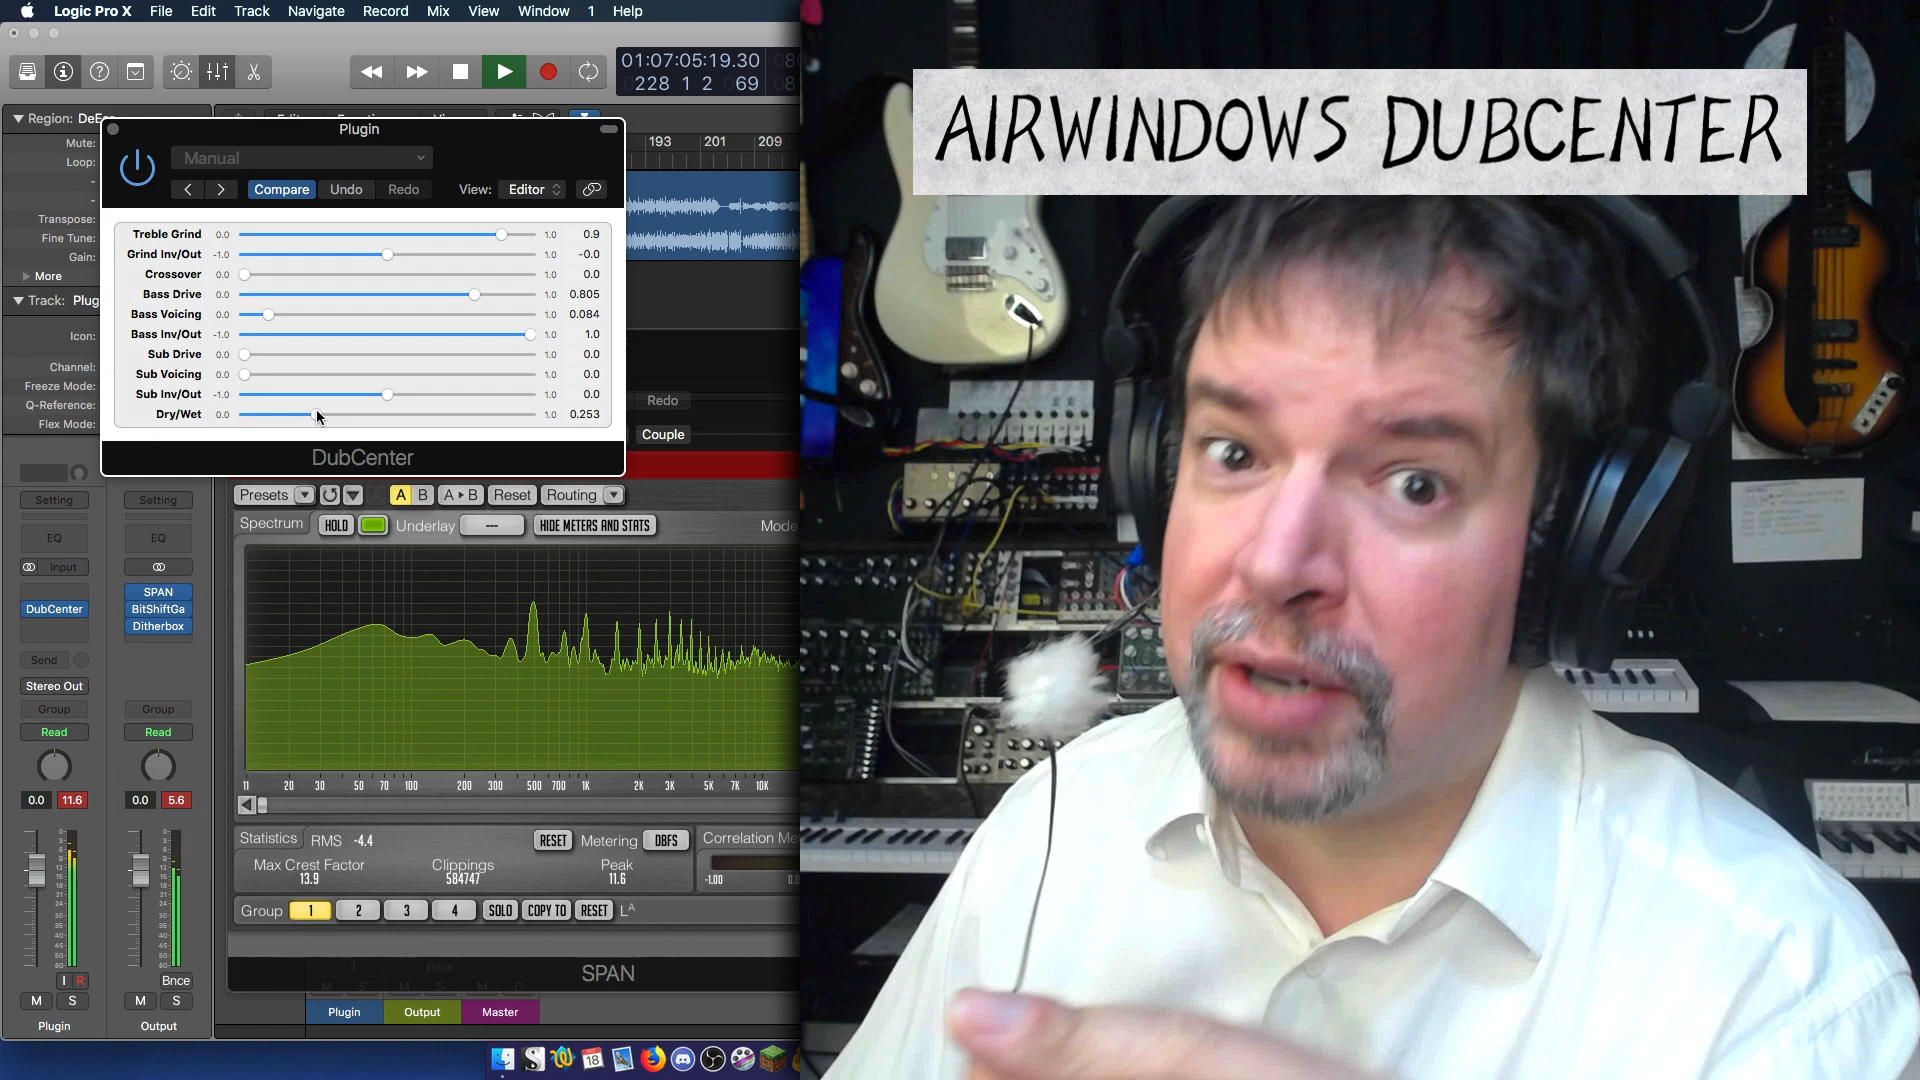 Logic Pro X File Edit Track Navigate Record Mix View Window 1 Help
01:07:05:19.30
228 1 2 069
Region: DeEs
Mute:
Loop:
Transpose:
Fine Tune:
Gain:
More
Track: Plug
Icon:
Channel:
Freeze Mode:
Q-Reference:
Flex Mode:
193 201 209
Plugin
Manual
Compare Undo Redo View: Editor
Treble Grind 0.0 1.0 0.9
Grind Inv/Out -1.0 1.0 -0.0
Crossover 0.0 1.0 0.0
Bass Drive 0.0 1.0 0.805
Bass Voicing 0.0 1.0 0.084
Bass Inv/Out -1.0 1.0 1.0
Sub Drive 0.0 1.0 0.0
Sub Voicing 0.0 1.0 0.0
Sub Inv/Out -1.0 1.0 0.0
Dry/Wet 0.0 1.0 0.253
DubCenter
Redo
Couple
AIRWINDOWS DUBCENTER
Presets A B A▸B Reset Routing
Spectrum HOLD Underlay --- HIDE METERS AND STATS Mode
11 20 30 50 70 100 200 300 500 700 1K 2K 3K 5K 7K 10K
Statistics RMS -4.4 RESET Metering DBFS Correlation Me
Max Crest Factor Clippings Peak
13.9 584747 11.6
-1.00
Group 1 2 3 4 SOLO COPY TO RESET L A
SPAN
Setting Setting
EQ EQ
Input
SPAN
DubCenter BitShiftGa
Ditherbox
Send
Stereo Out
Group Group
Read Read
0.0 11.6 0.0 5.6
I R Bnce
M S M S
Plugin Output
Bnce
Plugin Output Master
18